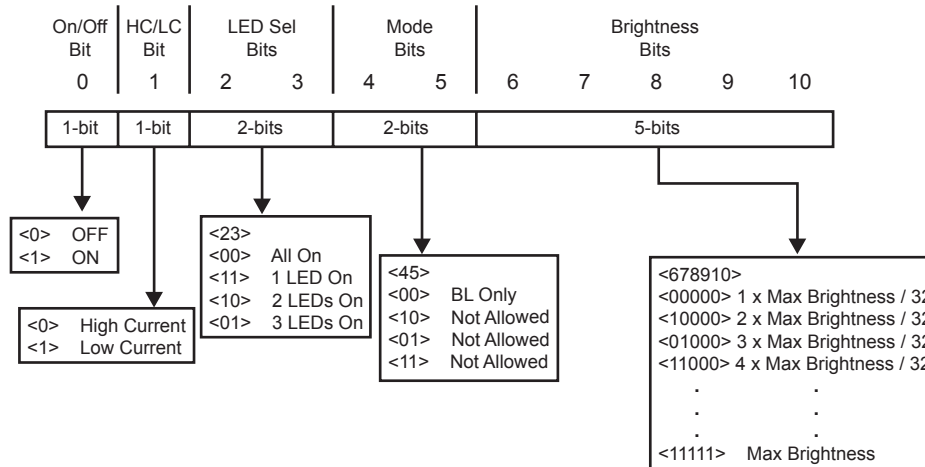 On/Off HC/LC LED Sel Mode Brightness
Bit Bit Bits Bits Bits
0 1 2 3 4 5 6 7 8 9 10
1-bit 1-bit 2-bits 2-bits 5-bits
<0> OFF
<1> ON
<0> High Current
<1> Low Current
<23>
<00> All On
<11> 1 LED On
<10> 2 LEDs On
<01> 3 LEDs On
<45>
<00> BL Only
<10> Not Allowed
<01> Not Allowed
<11> Not Allowed
<678910>
<00000> 1 x Max Brightness / 32
<10000> 2 x Max Brightness / 32
<01000> 3 x Max Brightness / 32
<11000> 4 x Max Brightness / 32
. .
. .
. .
<11111> Max Brightness